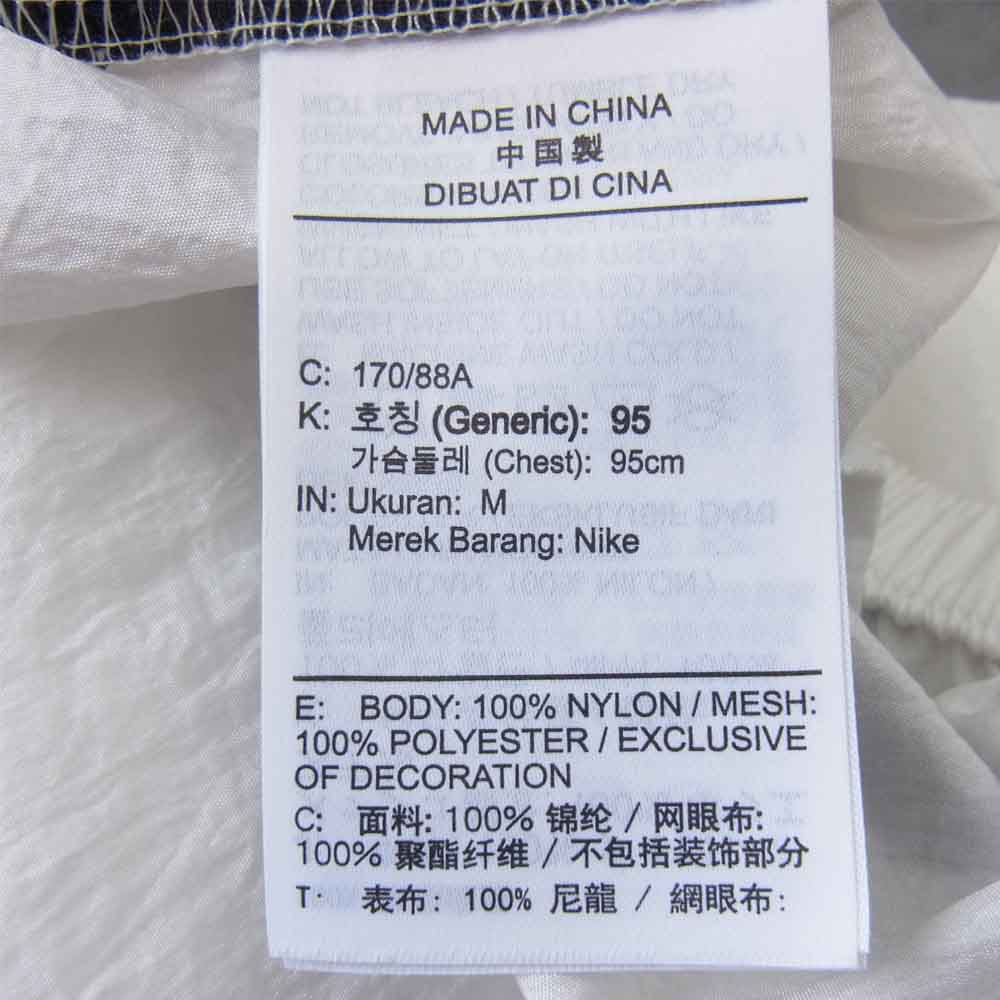 MADE IN CHINA
中国製
DIBUAT DI CINA
C: 170/88A
K: 호칭 (Generic): 95
가슴둘레 (Chest): 95cm
IN: Ukuran: M
Merek Barang: Nike
E: BODY: 100% NYLON / MESH:
100% POLYESTER / EXCLUSIVE
OF DECORATION
C: 面料: 100% 锦纶 / 网眼布:
100% 聚酯纤维 / 不包括装饰部分
T: 表布: 100% 尼龍 / 網眼布: